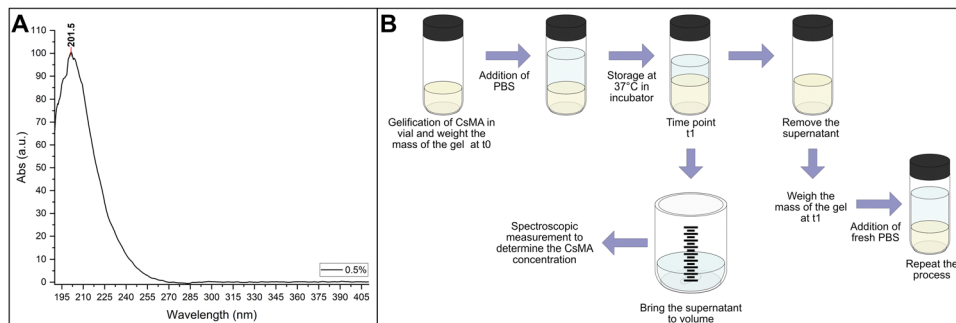 A
201.5
110
100
90
80
70
60
50
40
30
20
10
0
Abs (a.u.)
195 210 225 240 255 270 285 300 315 330 345 360 375 390 405
Wavelength (nm)
0.5%
B
Addition of
PBS
Storage at
37°C in
incubator
Gelification of CsMA in
vial and weight the
mass of the gel at t0
Time point
t1
Remove the
supernatant
Weigh the
mass of the gel
at t1
Addition of
fresh PBS
Repeat the
process
Spectroscopic
measurement to
determine the CsMA
concentration
Bring the supernatant
to volume